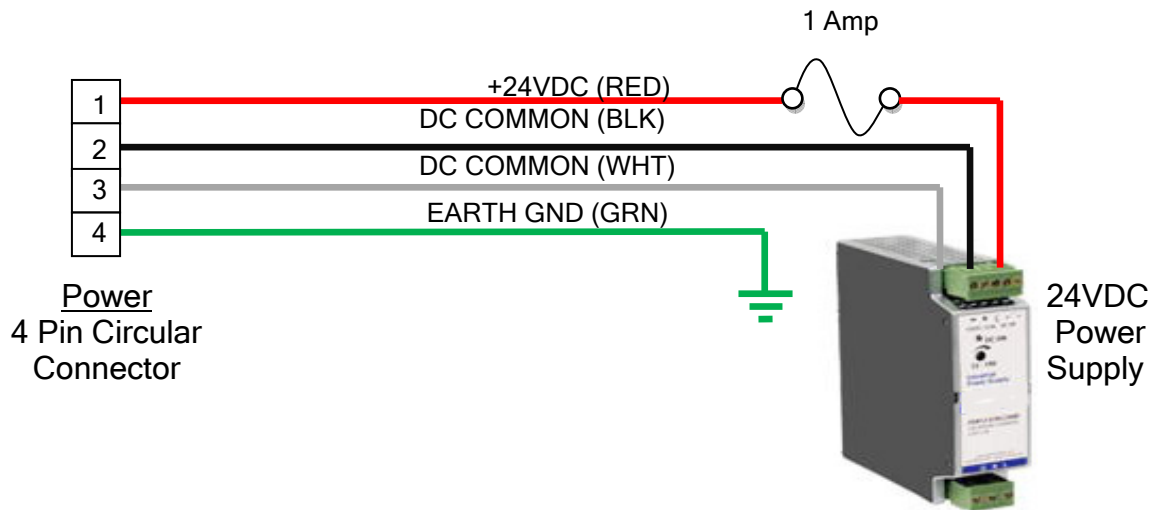 1 Amp
+24VDC (RED)
1
DC COMMON (BLK)
2
DC COMMON (WHT)
3
EARTH GND (GRN)
4
Power
4 Pin Circular
Connector
24VDC
Power
Supply